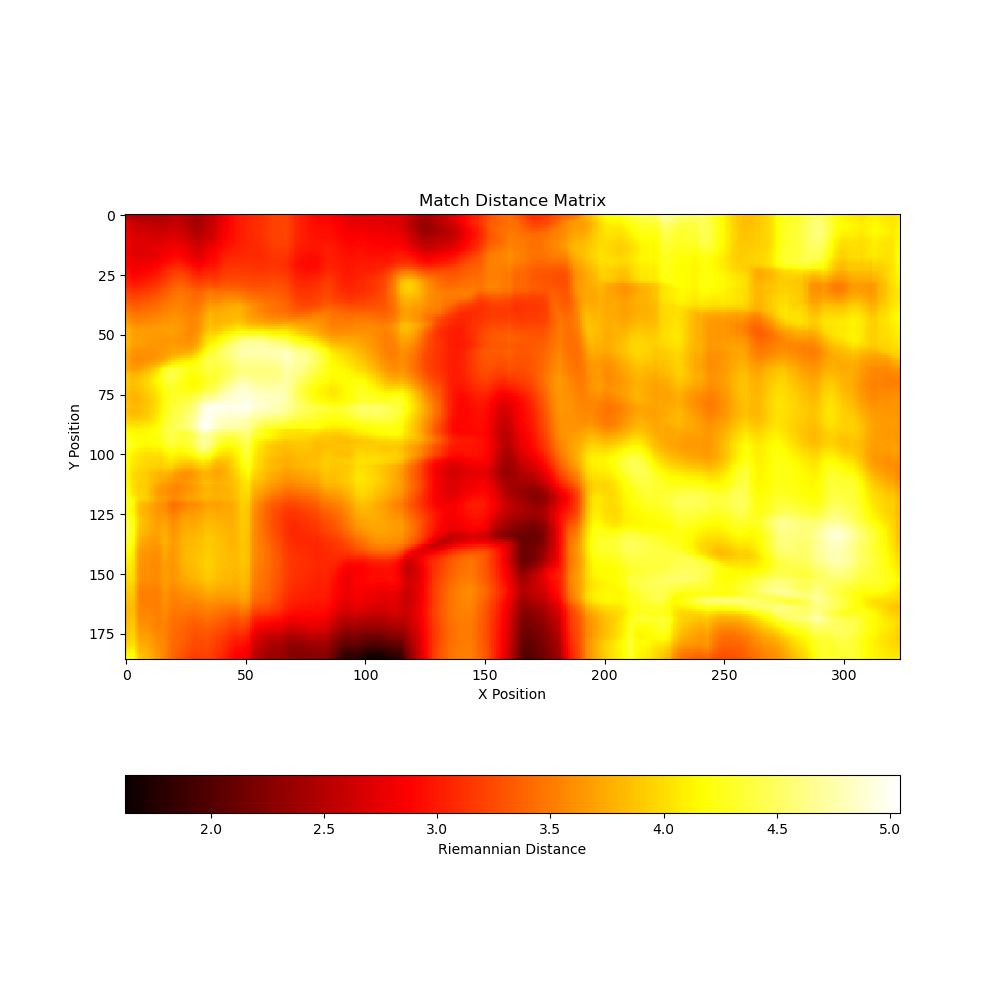 Match Distance Matrix
0
25
50
75
100
125
150
175
Y Position
0 50 100 150 200 250 300
X Position
2.0 2.5 3.0 3.5 4.0 4.5 5.0
Riemannian Distance